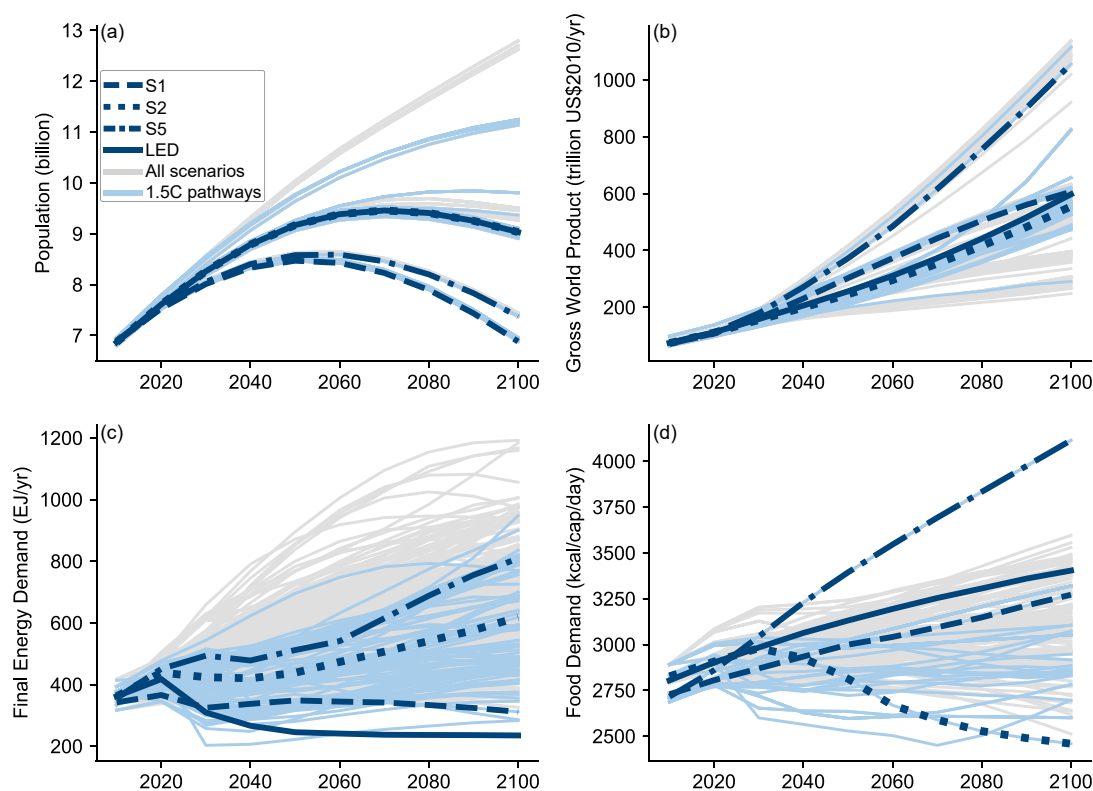 (a)
13
12
11
10
9
8
7
Population (billion)
S1
S2
S5
LED
All scenarios
1.5C pathways
2020 2040 2060 2080 2100
(b)
1000
800
600
400
200
Gross World Product (trillion US$2010/yr)
2020 2040 2060 2080 2100
(c)
1200
1000
800
600
400
200
Final Energy Demand (EJ/yr)
2020 2040 2060 2080 2100
(d)
4000
3750
3500
3250
3000
2750
2500
Food Demand (kcal/cap/day)
2020 2040 2060 2080 2100